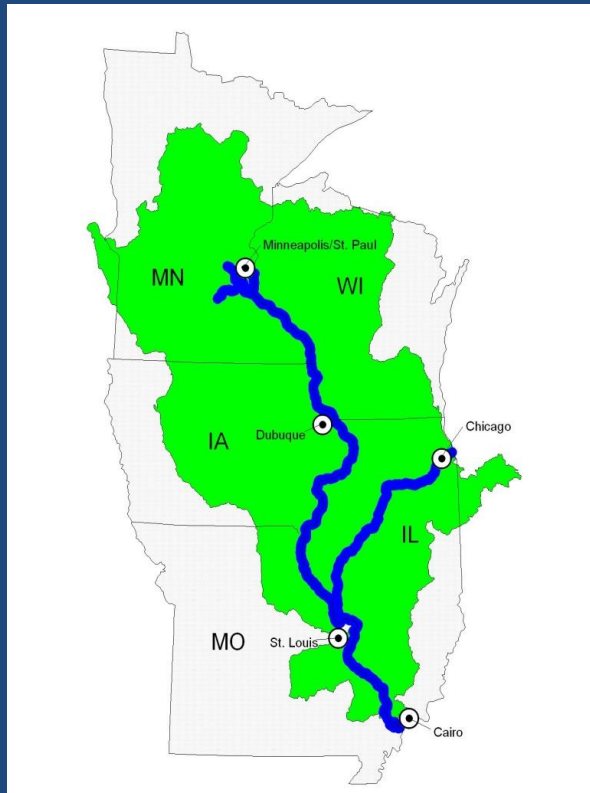 Minneapolis/St. Paul
MN
WI
Chicago
Dubuque
IA
IL
MO
St. Louis
Cairo